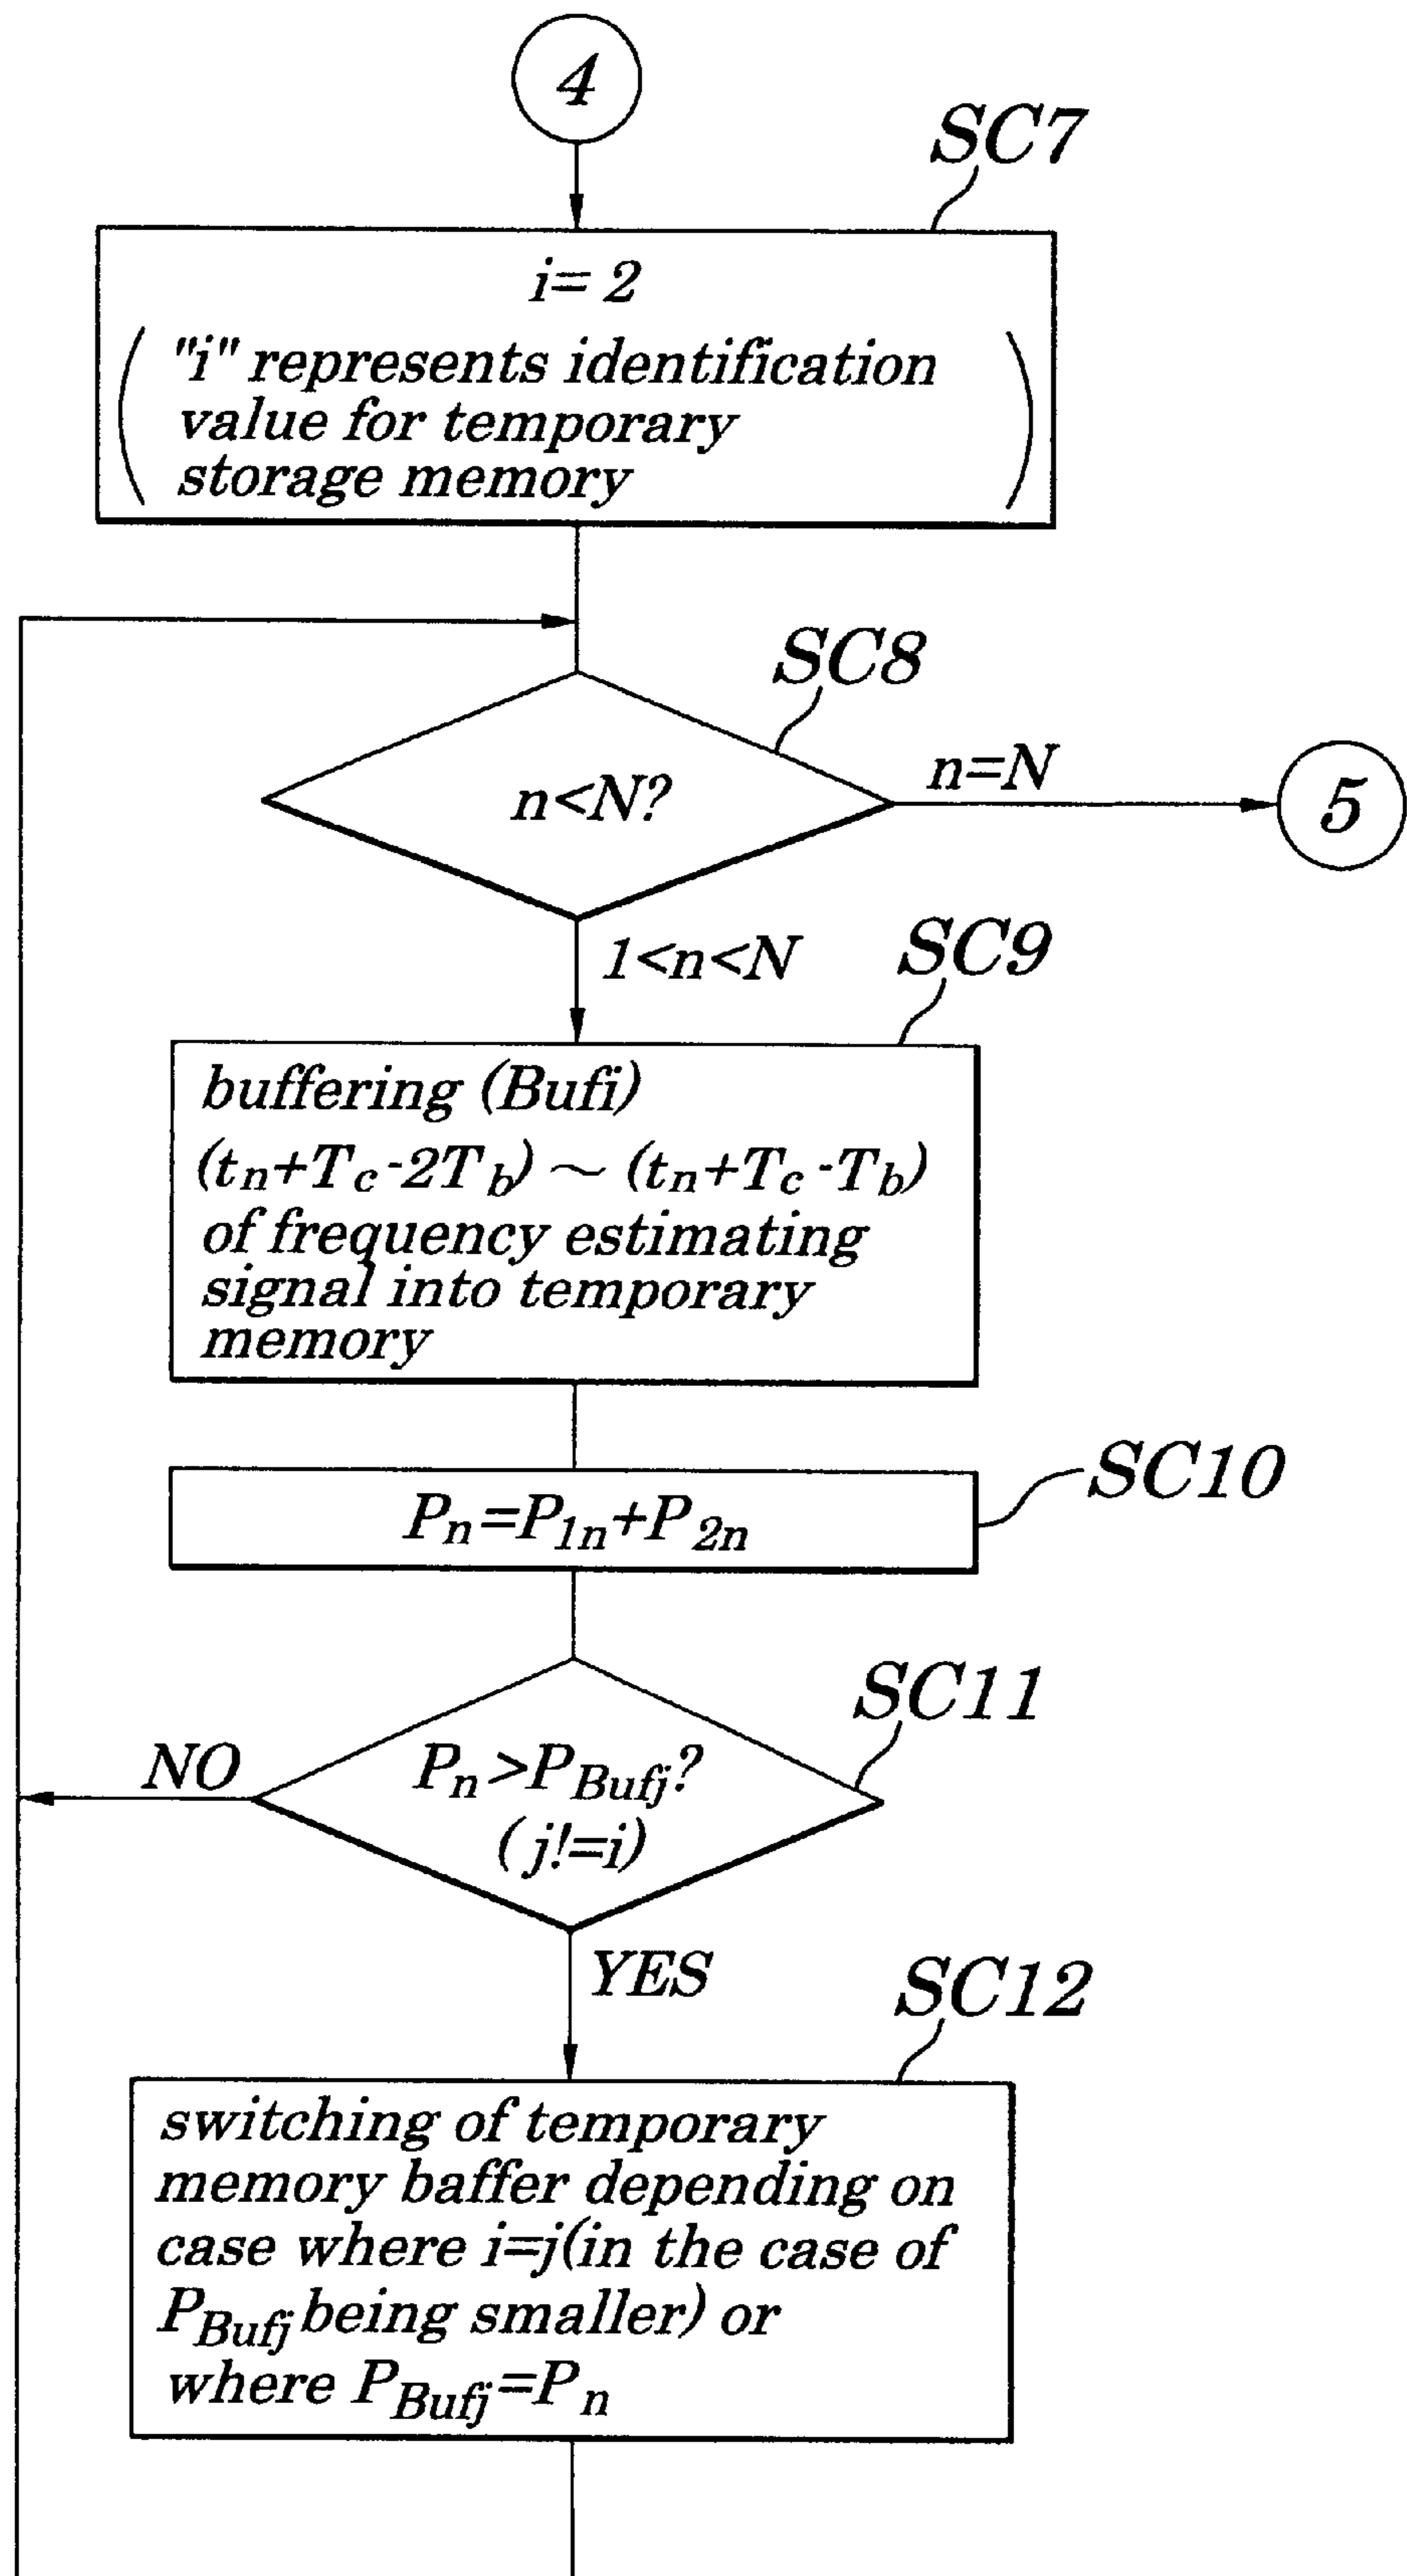 4
SC7
i= 2
"i" represents identification
value for temporary
storage memory
SC8
n<N?
n=N
5
1<n<N
SC9
buffering (Bufi)
(tn+Tc-2Tb) ~ (tn+Tc-Tb)
of frequency estimating
signal into temporary
memory
SC10
Pn=P1n+P2n
SC11
Pn>PBufj?
(j!=i)
NO
YES
SC12
switching of temporary
memory baffer depending on
case where i=j(in the case of
PBufj being smaller) or
where PBufj=Pn